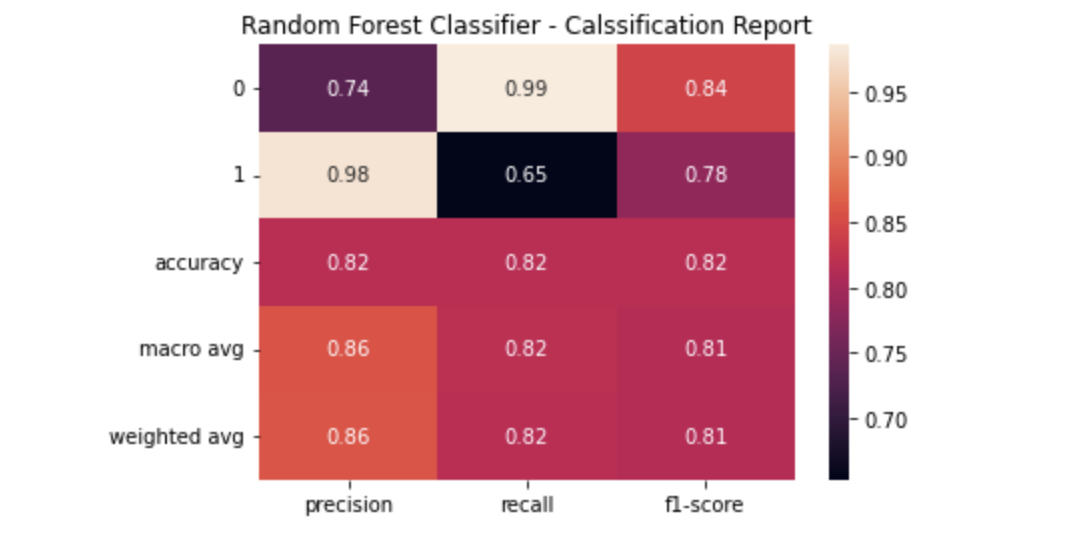 Random Forest Classifier - Calssification Report
0 0.74 0.99 0.84
1 0.98 0.65 0.78
accuracy 0.82 0.82 0.82
macro avg 0.86 0.82 0.81
weighted avg 0.86 0.82 0.81
precision recall f1-score
0.95
0.90
0.85
0.80
0.75
0.70